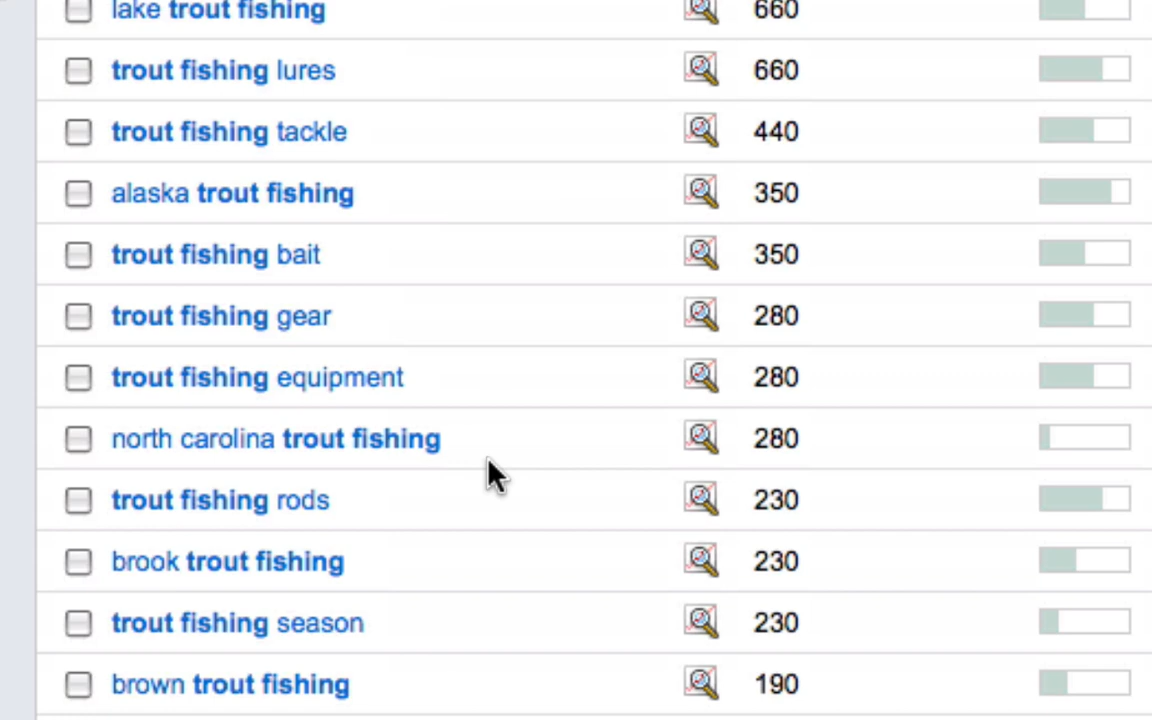 lake trout fishing 660
trout fishing lures 660
trout fishing tackle 440
alaska trout fishing 350
trout fishing bait 350
trout fishing gear 280
trout fishing equipment 280
north carolina trout fishing 280
trout fishing rods 230
brook trout fishing 230
trout fishing season 230
brown trout fishing 190